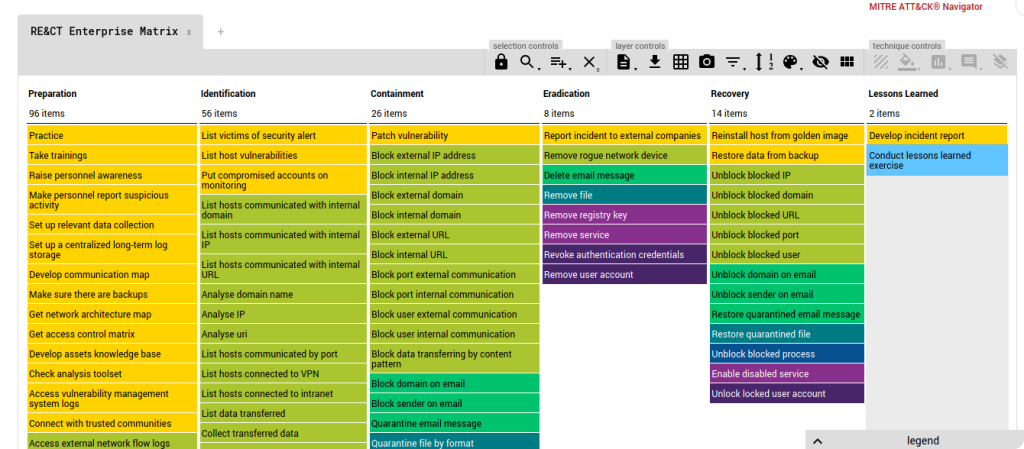 MITRE ATT&CK® Navigator
RE&CT Enterprise Matrix x +
selection controls
layer controls
technique controls
Preparation
96 items
Practice
Take trainings
Raise personnel awareness
Make personnel report suspicious
activity
Set up relevant data collection
Set up a centralized long-term log
storage
Develop communication map
Make sure there are backups
Get network architecture map
Get access control matrix
Develop assets knowledge base
Check analysis toolset
Access vulnerability management
system logs
Connect with trusted communities
Access external network flow logs
Identification
56 items
List victims of security alert
List host vulnerabilities
Put compromised accounts on
monitoring
List hosts communicated with internal
domain
List hosts communicated with internal
IP
List hosts communicated with internal
URL
Analyse domain name
Analyse IP
Analyse uri
List hosts communicated by port
List hosts connected to VPN
List hosts connected to intranet
List data transferred
Collect transferred data
Containment
26 items
Patch vulnerability
Block external IP address
Block internal IP address
Block external domain
Block internal domain
Block external URL
Block internal URL
Block port external communication
Block port internal communication
Block user external communication
Block user internal communication
Block data transferring by content
pattern
Block domain on email
Block sender on email
Quarantine email message
Quarantine file by format
Eradication
8 items
Report incident to external companies
Remove rogue network device
Delete email message
Remove file
Remove registry key
Remove service
Revoke authentication credentials
Remove user account
Recovery
14 items
Reinstall host from golden image
Restore data from backup
Unblock blocked IP
Unblock blocked domain
Unblock blocked URL
Unblock blocked port
Unblock blocked user
Unblock domain on email
Unblock sender on email
Restore quarantined email message
Restore quarantined file
Unblock blocked process
Enable disabled service
Unlock locked user account
Lessons Learned
2 items
Develop incident report
Conduct lessons learned
exercise
legend